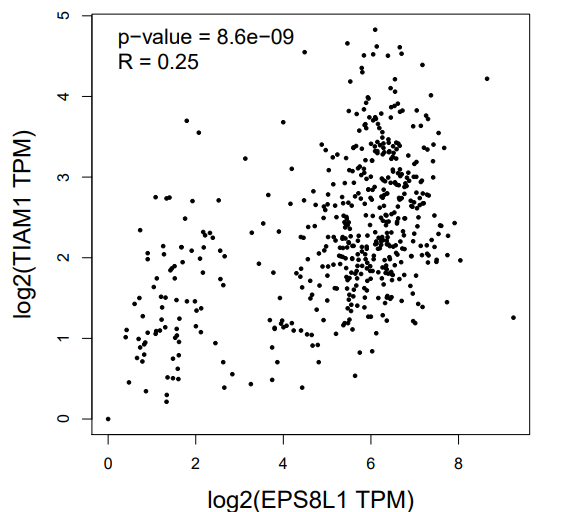 p−value = 8.6e−09
R = 0.25
5
4
3
2
1
0
log2(TIAM1 TPM)
0 2 4 6 8
log2(EPS8L1 TPM)